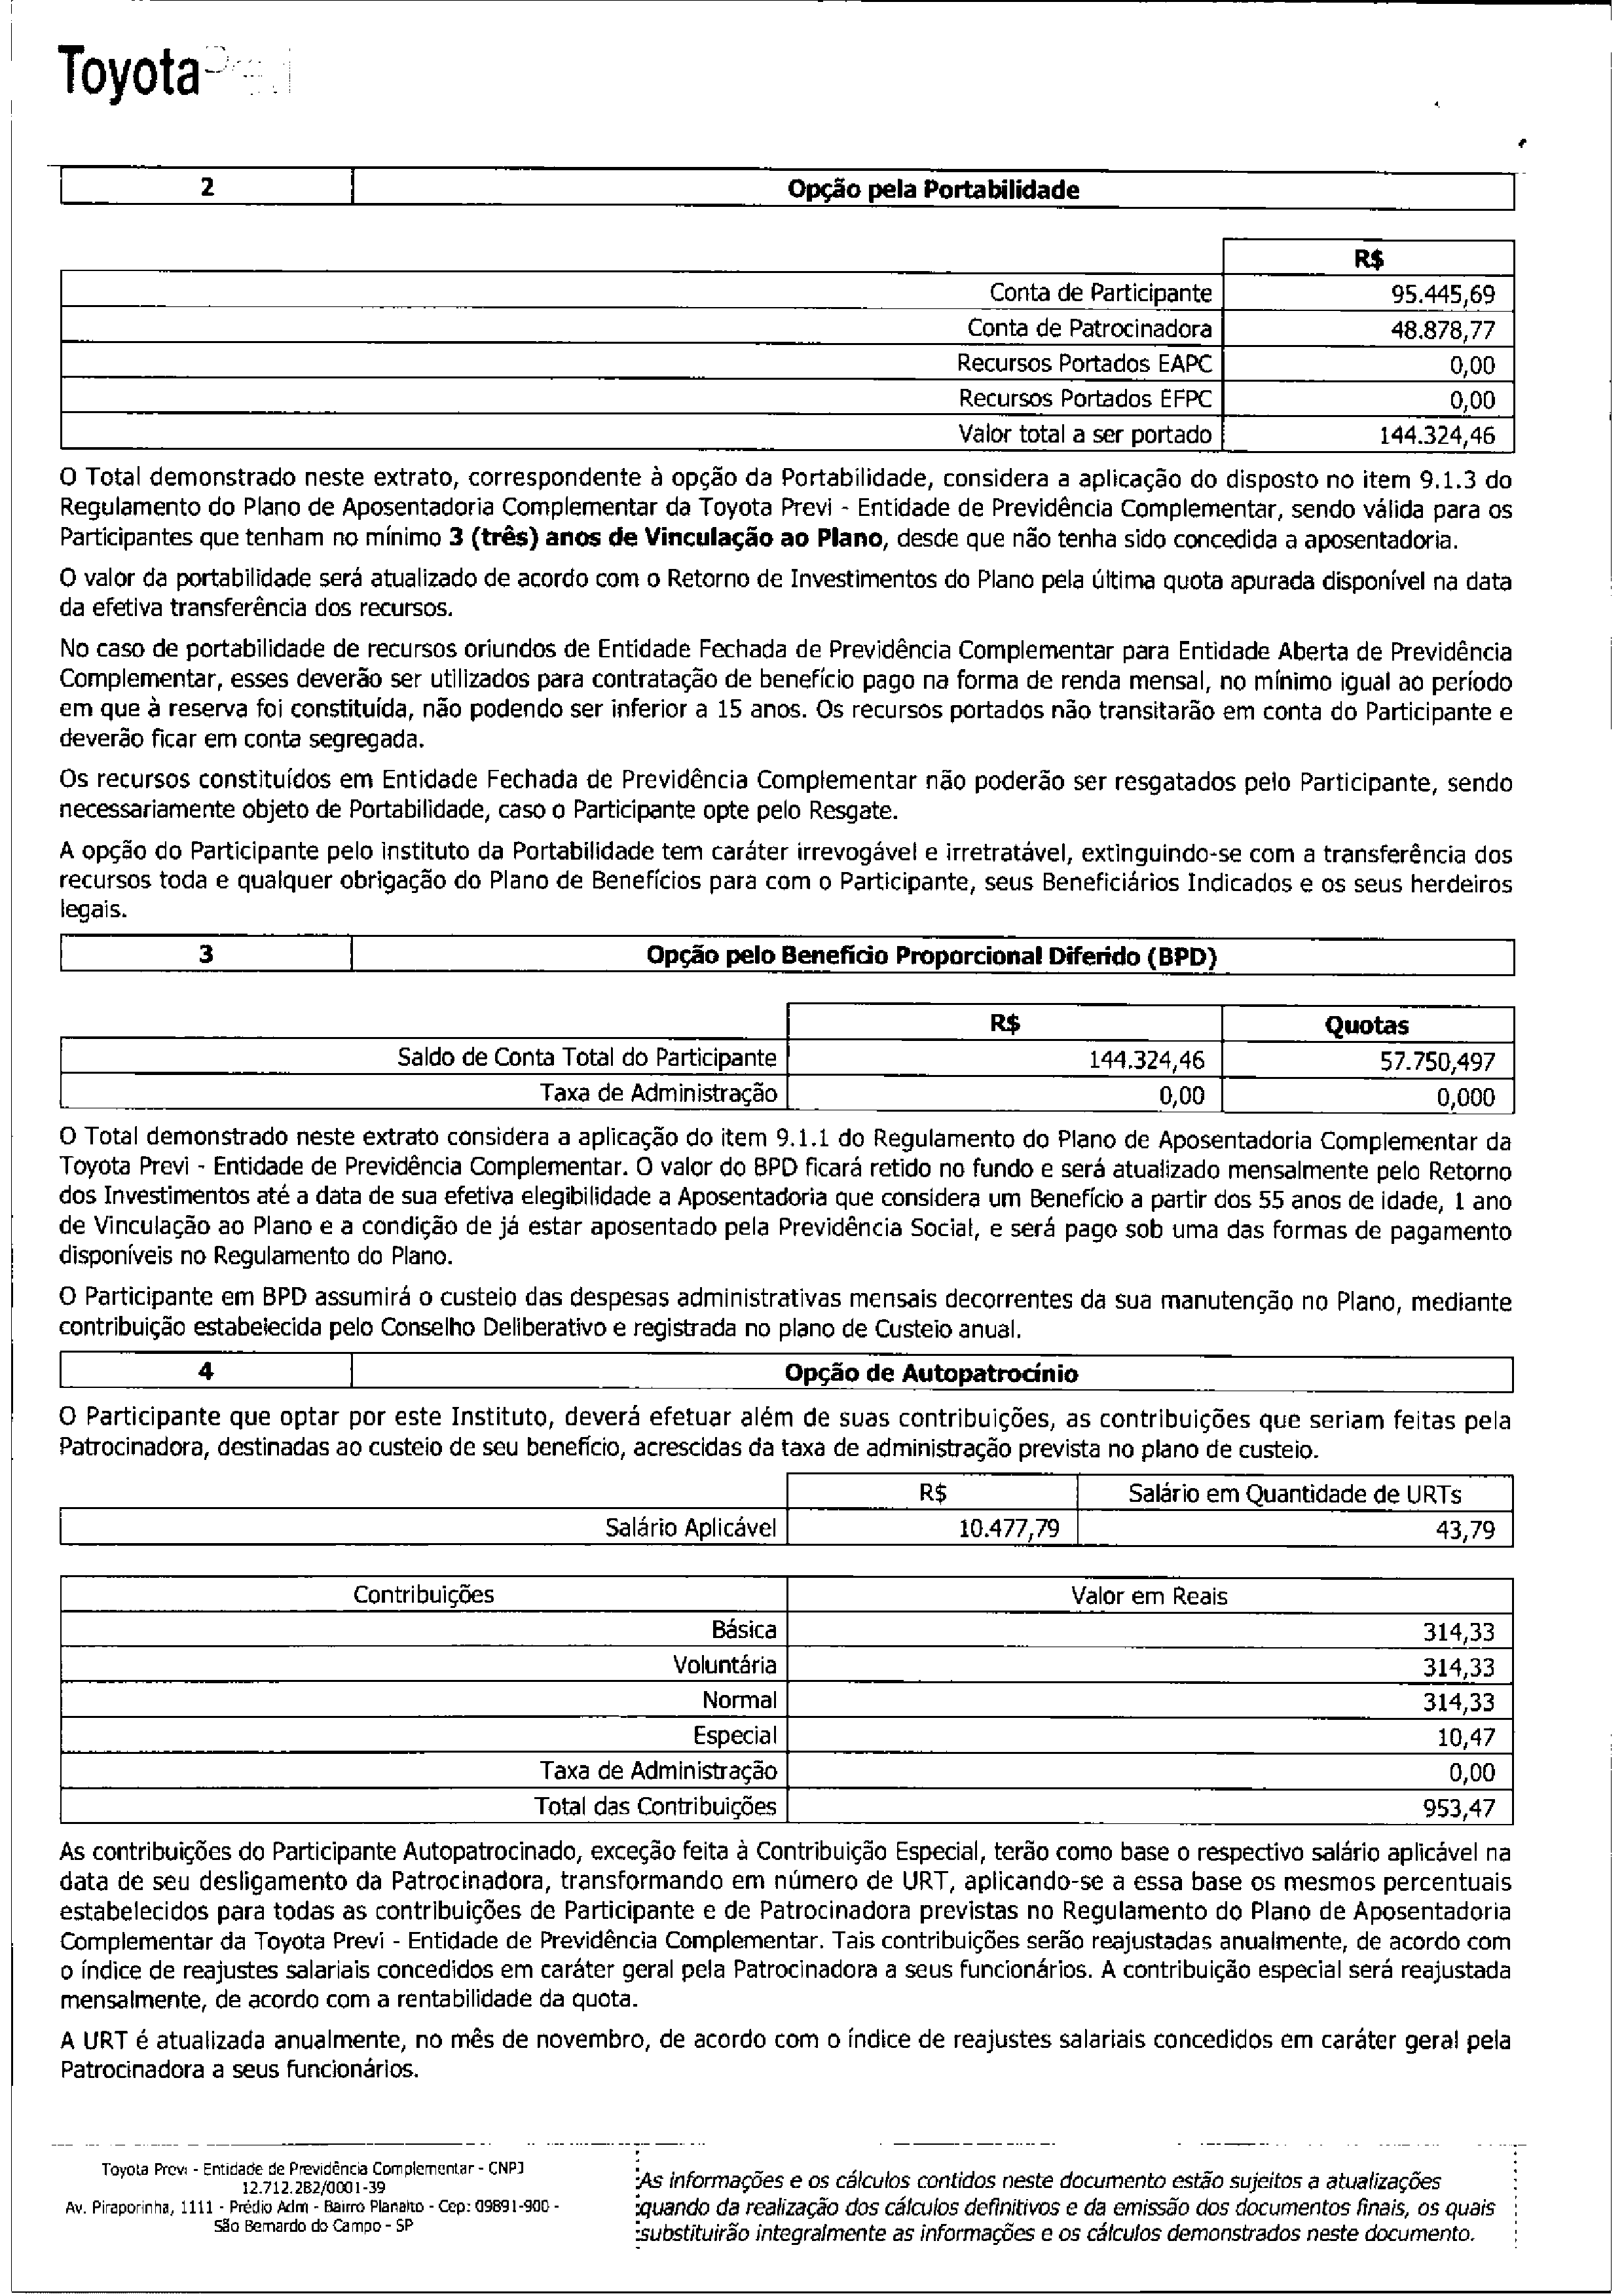 Toyota Previ
2 Opção pela Portabilidade
R$
Conta de Participante 95.445,69
Conta de Patrocinadora 48.878,77
Recursos Portados EAPC 0,00
Recursos Portados EFPC 0,00
Valor total a ser portado 144.324,46
O Total demonstrado neste extrato, correspondente à opção da Portabilidade, considera a aplicação do disposto no item 9.1.3 do
Regulamento do Plano de Aposentadoria Complementar da Toyota Previ - Entidade de Previdência Complementar, sendo válida para os
Participantes que tenham no mínimo 3 (três) anos de Vinculação ao Plano, desde que não tenha sido concedida a aposentadoria.
O valor da portabilidade será atualizado de acordo com o Retorno de Investimentos do Plano pela última quota apurada disponível na data
da efetiva transferência dos recursos.
No caso de portabilidade de recursos oriundos de Entidade Fechada de Previdência Complementar para Entidade Aberta de Previdência
Complementar, esses deverão ser utilizados para contratação de benefício pago na forma de renda mensal, no mínimo igual ao período
em que à reserva foi constituída, não podendo ser inferior a 15 anos. Os recursos portados não transitarão em conta do Participante e
deverão ficar em conta segregada.
Os recursos constituídos em Entidade Fechada de Previdência Complementar não poderão ser resgatados pelo Participante, sendo
necessariamente objeto de Portabilidade, caso o Participante opte pelo Resgate.
A opção do Participante pelo instituto da Portabilidade tem caráter irrevogável e irretratável, extinguindo-se com a transferência dos
recursos toda e qualquer obrigação do Plano de Benefícios para com o Participante, seus Beneficiários Indicados e os seus herdeiros
legais.
3 Opção pelo Benefício Proporcional Diferido (BPD)
R$ Quotas
Saldo de Conta Total do Participante 144.324,46 57.750,497
Taxa de Administração 0,00 0,000
O Total demonstrado neste extrato considera a aplicação do item 9.1.1 do Regulamento do Plano de Aposentadoria Complementar da
Toyota Previ - Entidade de Previdência Complementar. O valor do BPD ficará retido no fundo e será atualizado mensalmente pelo Retorno
dos Investimentos até a data de sua efetiva elegibilidade a Aposentadoria que considera um Benefício a partir dos 55 anos de idade, 1 ano
de Vinculação ao Plano e a condição de já estar aposentado pela Previdência Social, e será pago sob uma das formas de pagamento
disponíveis no Regulamento do Plano.
O Participante em BPD assumirá o custeio das despesas administrativas mensais decorrentes da sua manutenção no Plano, mediante
contribuição estabelecida pelo Conselho Deliberativo e registrada no plano de Custeio anual.
4 Opção de Autopatrocínio
O Participante que optar por este Instituto, deverá efetuar além de suas contribuições, as contribuições que seriam feitas pela
Patrocinadora, destinadas ao custeio de seu benefício, acrescidas da taxa de administração prevista no plano de custeio.
R$ Salário em Quantidade de URTs
Salário Aplicável 10.477,79 43,79
Contribuições Valor em Reais
Básica 314,33
Voluntária 314,33
Normal 314,33
Especial 10,47
Taxa de Administração 0,00
Total das Contribuições 953,47
As contribuições do Participante Autopatrocinado, exceção feita à Contribuição Especial, terão como base o respectivo salário aplicável na
data de seu desligamento da Patrocinadora, transformando em número de URT, aplicando-se a essa base os mesmos percentuais
estabelecidos para todas as contribuições de Participante e de Patrocinadora previstas no Regulamento do Plano de Aposentadoria
Complementar da Toyota Previ - Entidade de Previdência Complementar. Tais contribuições serão reajustadas anualmente, de acordo com
o índice de reajustes salariais concedidos em caráter geral pela Patrocinadora a seus funcionários. A contribuição especial será reajustada
mensalmente, de acordo com a rentabilidade da quota.
A URT é atualizada anualmente, no mês de novembro, de acordo com o índice de reajustes salariais concedidos em caráter geral pela
Patrocinadora a seus funcionários.
Toyota Previ - Entidade de Previdência Complementar - CNPJ
12.712.282/0001-39
Av. Piraporinha, 1111 - Prédio Adm - Bairro Planalto - Cep: 09891-900 -
São Bernardo do Campo - SP
As informações e os cálculos contidos neste documento estão sujeitos a atualizações
quando da realização dos cálculos definitivos e da emissão dos documentos finais, os quais
substituirão integralmente as informações e os cálculos demonstrados neste documento.